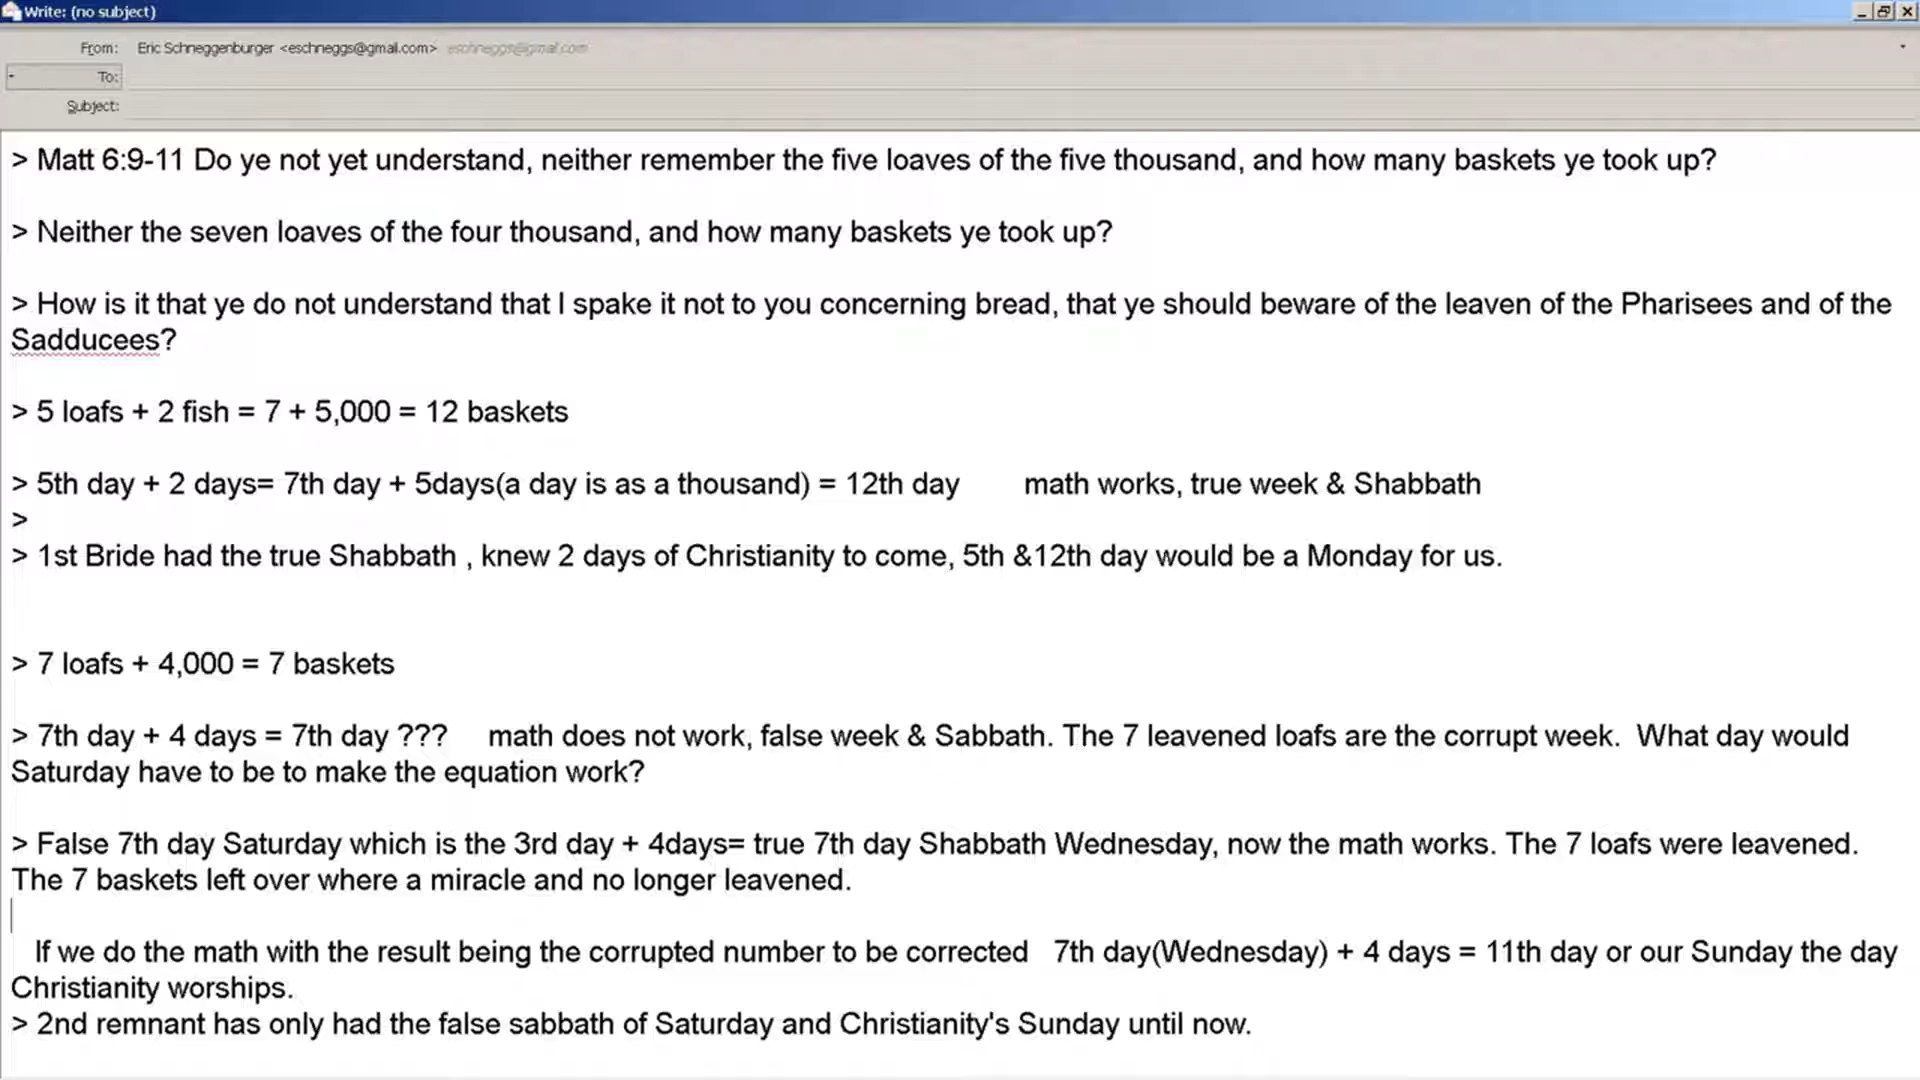 Write: (no subject)
From: Eric Schneggenburger <eschneggs@gmail.com> eschneggs@gmail.com
To:
Subject:
> Matt 6:9-11 Do ye not yet understand, neither remember the five loaves of the five thousand, and how many baskets ye took up?
> Neither the seven loaves of the four thousand, and how many baskets ye took up?
> How is it that ye do not understand that I spake it not to you concerning bread, that ye should beware of the leaven of the Pharisees and of the
Sadducees?
> 5 loafs + 2 fish = 7 + 5,000 = 12 baskets
> 5th day + 2 days= 7th day + 5days(a day is as a thousand) = 12th day math works, true week & Shabbath
>
> 1st Bride had the true Shabbath , knew 2 days of Christianity to come, 5th &12th day would be a Monday for us.
> 7 loafs + 4,000 = 7 baskets
> 7th day + 4 days = 7th day ??? math does not work, false week & Sabbath. The 7 leavened loafs are the corrupt week. What day would
Saturday have to be to make the equation work?
> False 7th day Saturday which is the 3rd day + 4days= true 7th day Shabbath Wednesday, now the math works. The 7 loafs were leavened.
The 7 baskets left over where a miracle and no longer leavened.
If we do the math with the result being the corrupted number to be corrected 7th day(Wednesday) + 4 days = 11th day or our Sunday the day
Christianity worships.
> 2nd remnant has only had the false sabbath of Saturday and Christianity's Sunday until now.